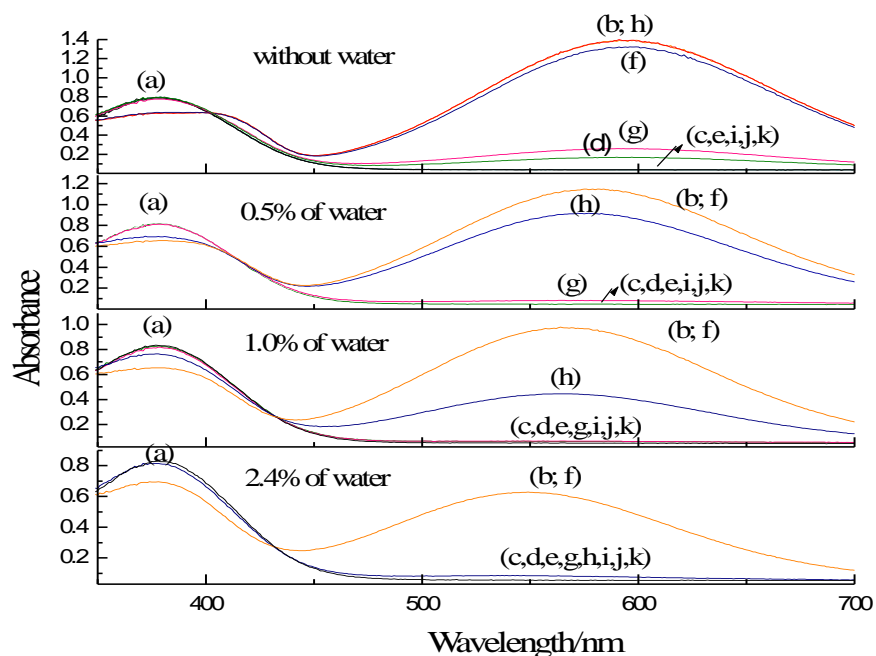 1.4
1.2
1.0
0.8
0.6
0.4
0.2
without water
(a)
(b; h)
(f)
(g)
(d)
(c,e,i,j,k)
1.2
1.0
0.8
0.6
0.4
0.2
(a)
0.5% of water
(h)
(b; f)
(g)
(c,d,e,i,j,k)
1.0
0.8
0.6
0.4
0.2
(a)
1.0% of water
(b; f)
(h)
(c,d,e,g,i,j,k)
0.8
0.6
0.4
0.2
(a)
2.4% of water
(b; f)
(c,d,e,g,h,i,j,k)
400 500 600 700
Absorbance
Wavelength/nm